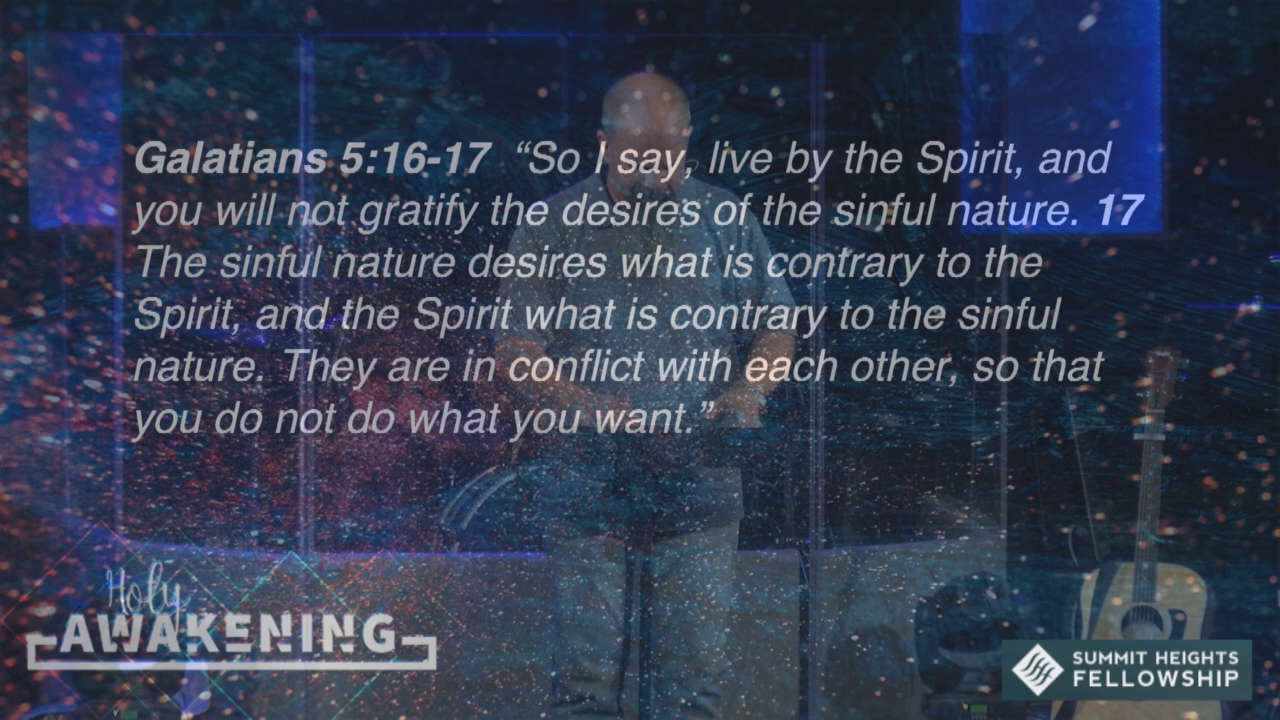 Galatians 5:16-17 “So I say, live by the Spirit, and
you will not gratify the desires of the sinful nature. 17
The sinful nature desires what is contrary to the
Spirit, and the Spirit what is contrary to the sinful
nature. They are in conflict with each other, so that
you do not do what you want.”
Holy
AWAKENING
SUMMIT HEIGHTS
FELLOWSHIP